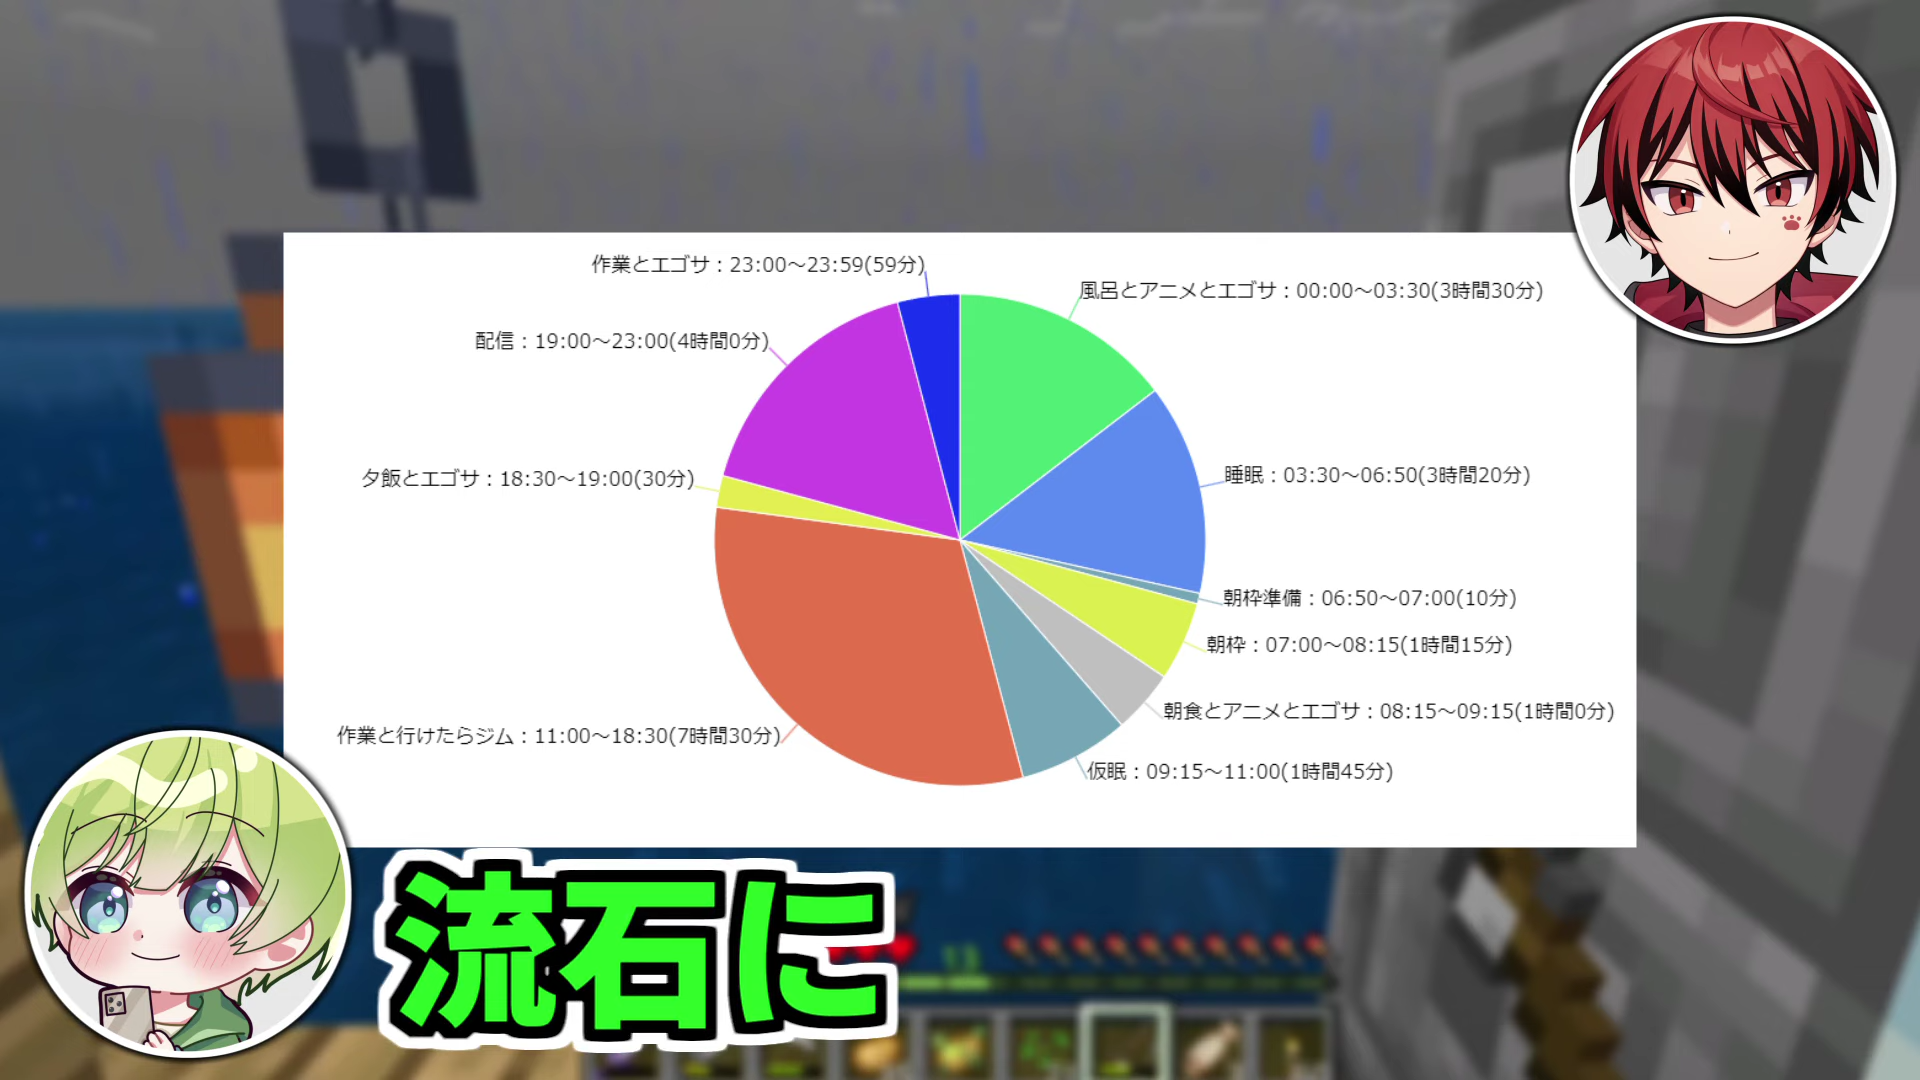 作業とエゴサ：23:00～23:59(59分)
風呂とアニメとエゴサ：00:00～03:30(3時間30分)
配信：19:00～23:00(4時間0分)
夕飯とエゴサ：18:30～19:00(30分)
睡眠：03:30～06:50(3時間20分)
朝枠準備：06:50～07:00(10分)
朝枠：07:00～08:15(1時間15分)
朝食とアニメとエゴサ：08:15～09:15(1時間0分)
作業と行けたらジム：11:00～18:30(7時間30分)
仮眠：09:15～11:00(1時間45分)
流石に
13